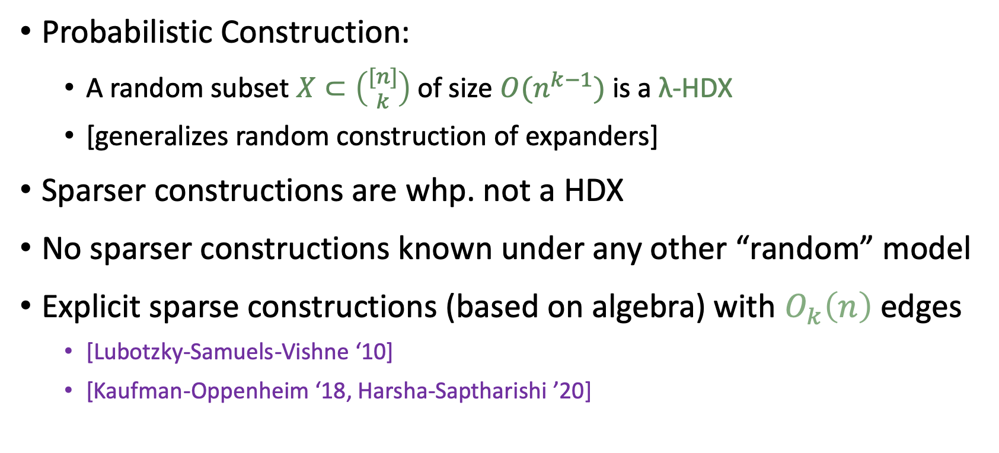 • Probabilistic Construction:
• A random subset X ⊂ ([n] k) of size O(n^{k−1}) is a λ-HDX
• [generalizes random construction of expanders]
• Sparser constructions are whp. not a HDX
• No sparser constructions known under any other “random” model
• Explicit sparse constructions (based on algebra) with O_k(n) edges
• [Lubotzky-Samuels-Vishne ‘10]
• [Kaufman-Oppenheim ‘18, Harsha-Saptharishi ’20]